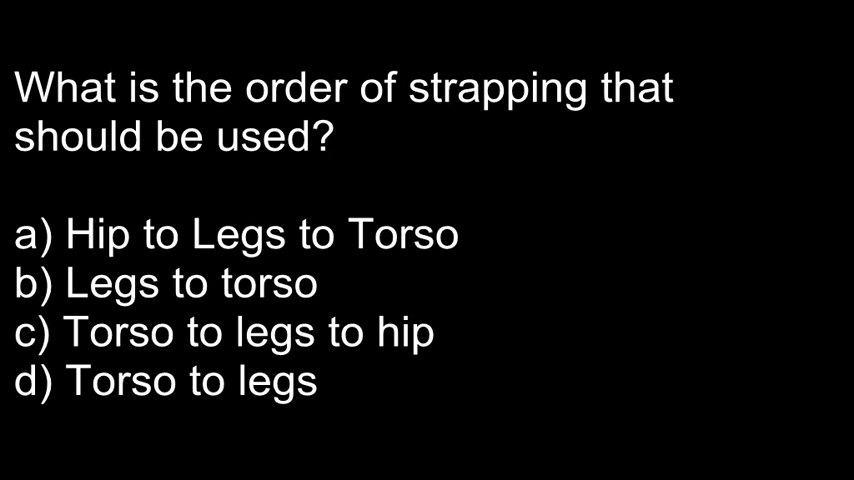 What is the order of strapping that
should be used?
a) Hip to Legs to Torso
b) Legs to torso
c) Torso to legs to hip
d) Torso to legs